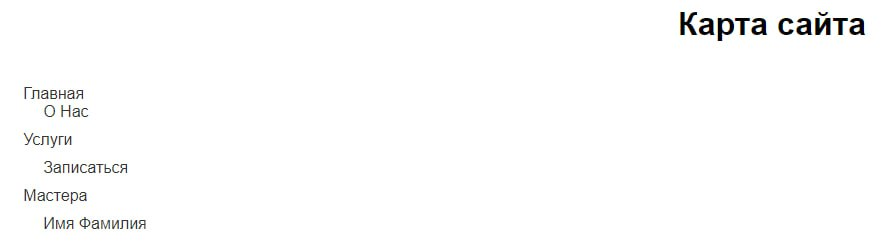 Карта сайта
Главная
О Нас
Услуги
Записаться
Мастера
Имя Фамилия